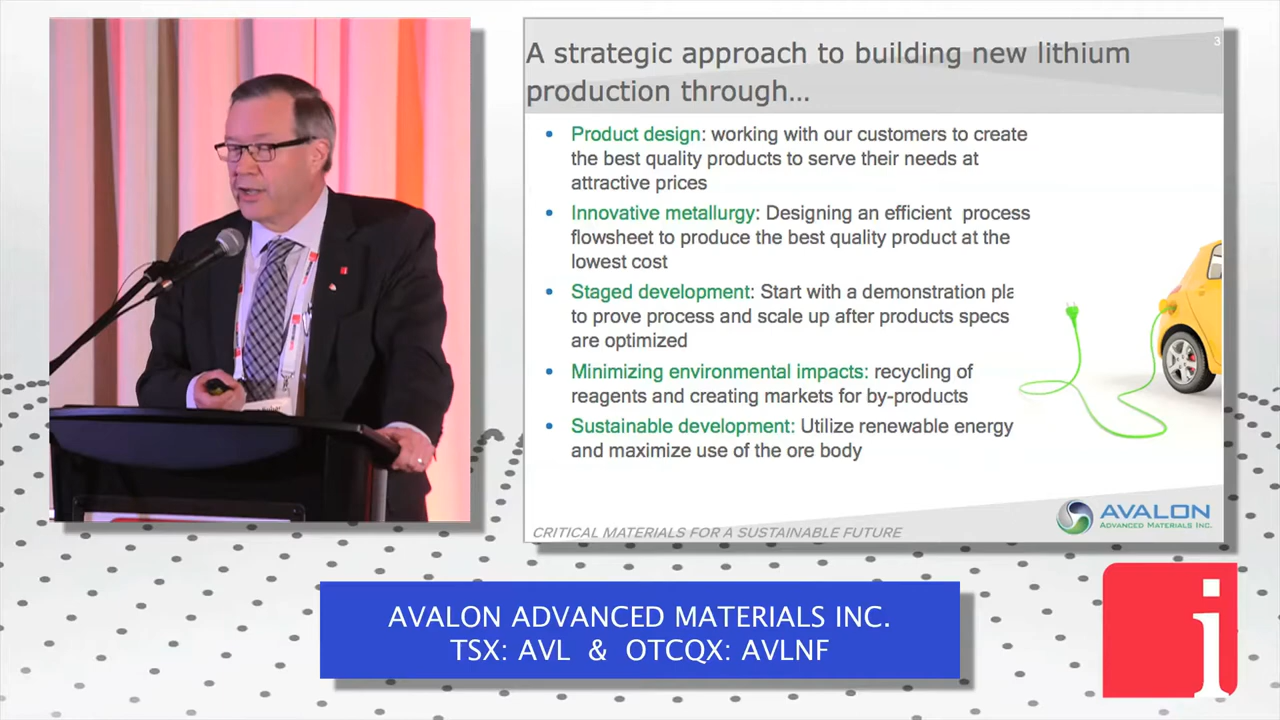 3
A strategic approach to building new lithium
production through...
• Product design: working with our customers to create
the best quality products to serve their needs at
attractive prices
• Innovative metallurgy: Designing an efficient process
flowsheet to produce the best quality product at the
lowest cost
• Staged development: Start with a demonstration pla
to prove process and scale up after products specs
are optimized
• Minimizing environmental impacts: recycling of
reagents and creating markets for by-products
• Sustainable development: Utilize renewable energy
and maximize use of the ore body
CRITICAL MATERIALS FOR A SUSTAINABLE FUTURE
AVALON
ADVANCED MATERIALS INC.
AVALON ADVANCED MATERIALS INC.
TSX: AVL & OTCQX: AVLNF
i